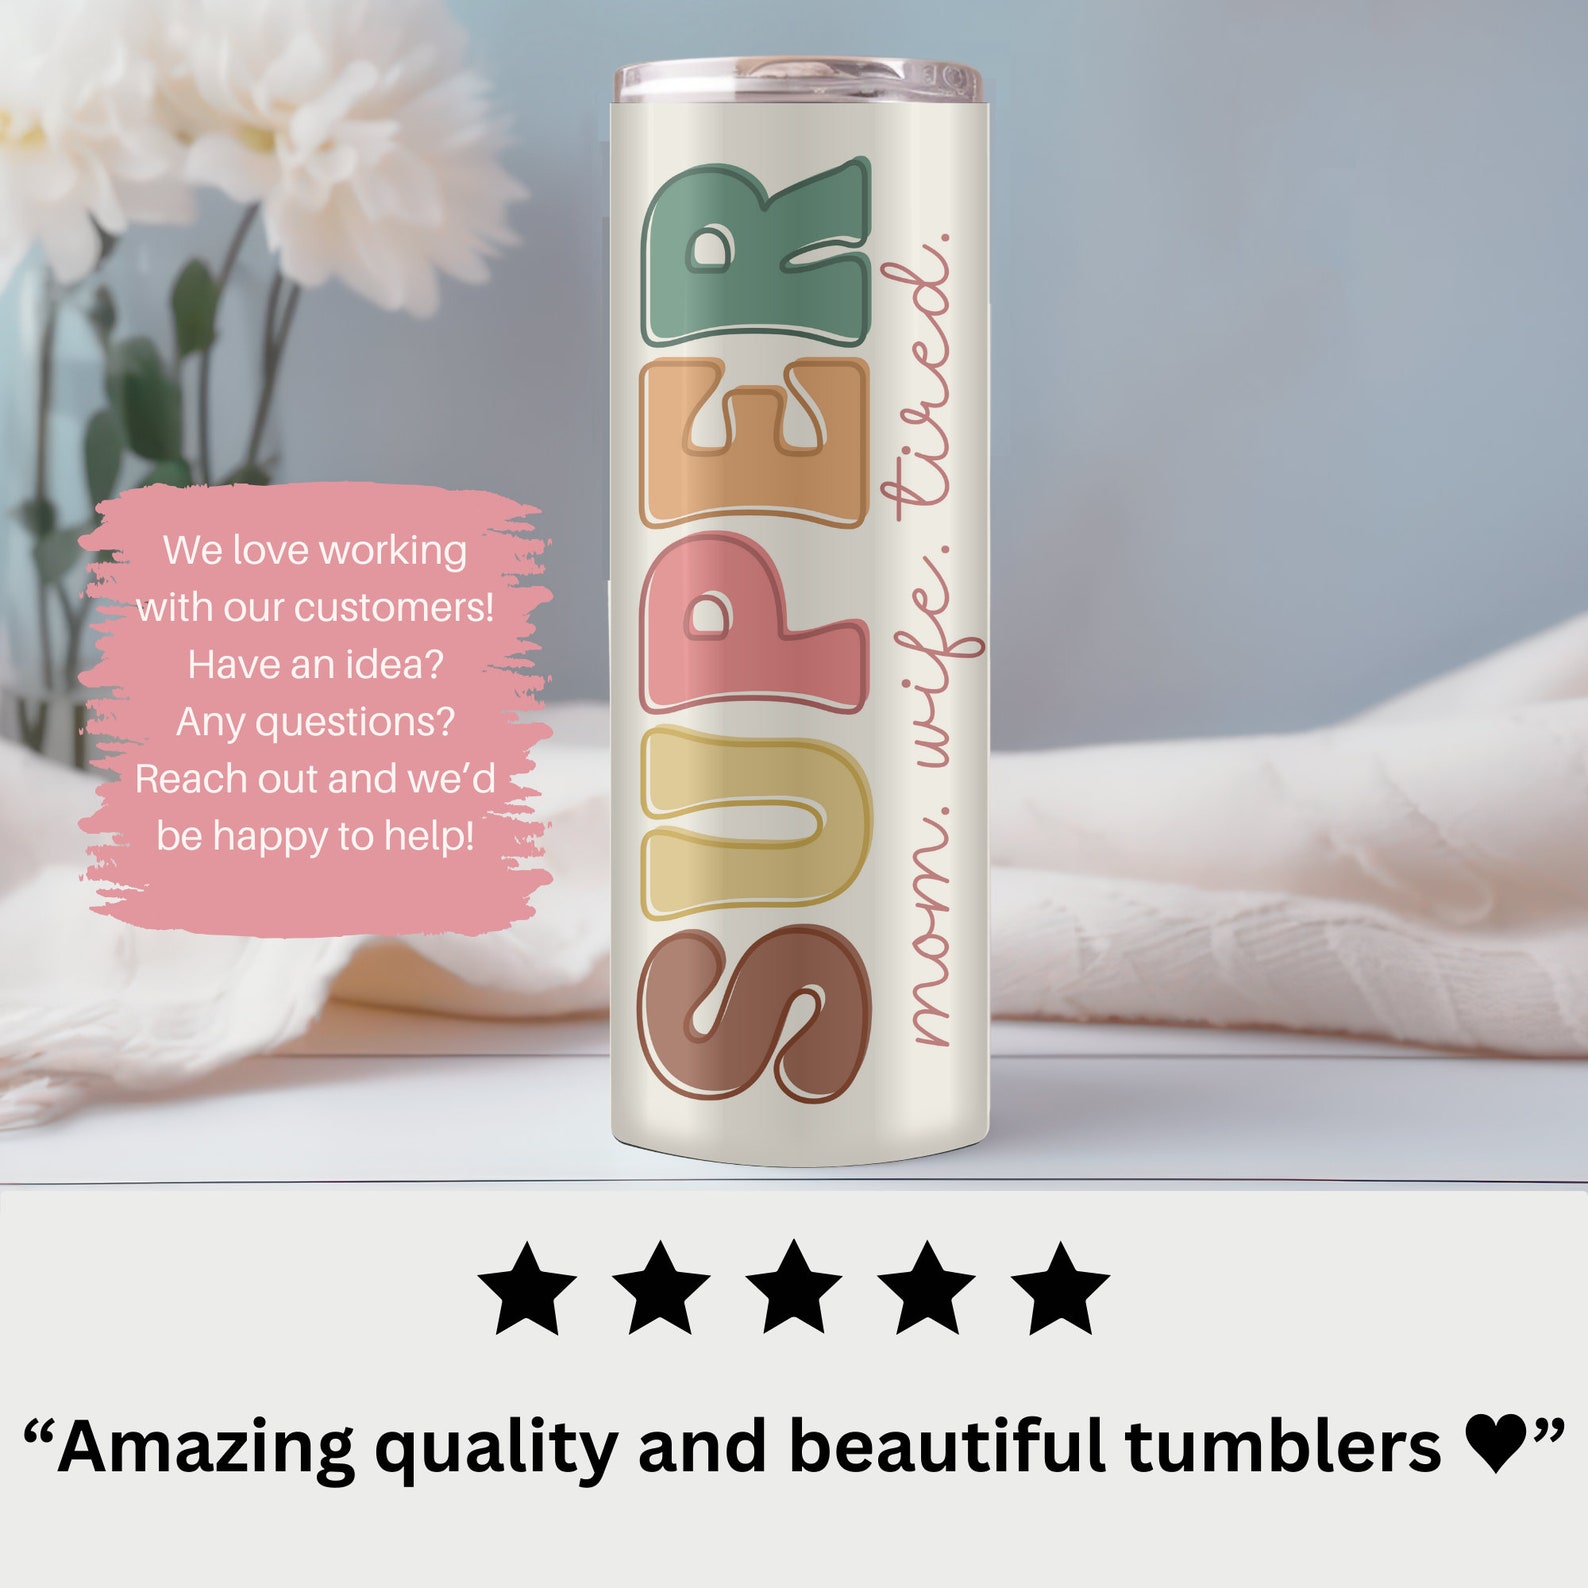 SUPER
mom. wife. tired.
We love working
with our customers!
Have an idea?
Any questions?
Reach out and we’d
be happy to help!
“Amazing quality and beautiful tumblers ♥”